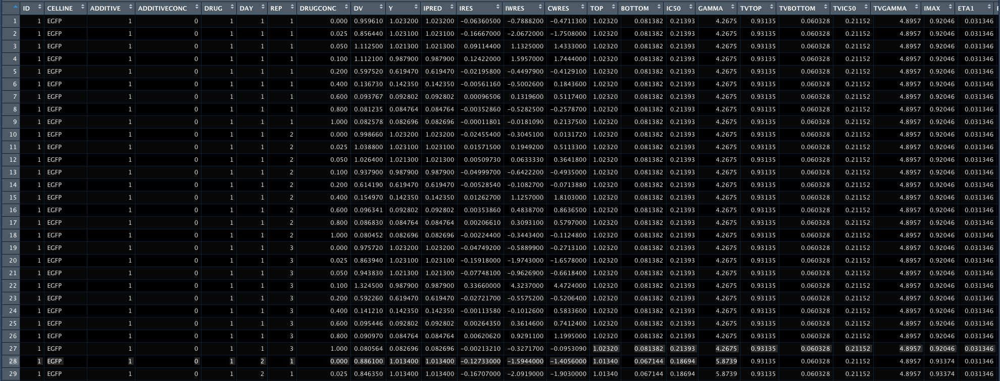 ID CELLINE ADDITIVE ADDITIVECONC DRUG DAY REP DRUGCONC DV Y IPRED IRES IWRES CWRES TOP BOTTOM IC50 GAMMA TVTOP TVBOTTOM TVIC50 TVGAMMA IMAX ETA1
1 1 EGFP 1 0 1 1 1 0.000 0.959610 1.023200 1.023200 −0.06360500 −0.7888200 −0.4711300 1.02320 0.081382 0.21393 4.2675 0.93135 0.060328 0.21152 4.8957 0.92046 0.031346
2 1 EGFP 1 0 1 1 1 0.025 0.856440 1.023100 1.023100 −0.16667000 −2.0672000 −1.7508000 1.02320 0.081382 0.21393 4.2675 0.93135 0.060328 0.21152 4.8957 0.92046 0.031346
3 1 EGFP 1 0 1 1 1 0.050 1.112500 1.021300 1.021300 0.09114400 1.1325000 1.4333000 1.02320 0.081382 0.21393 4.2675 0.93135 0.060328 0.21152 4.8957 0.92046 0.031346
4 1 EGFP 1 0 1 1 1 0.100 1.112100 0.987900 0.987900 0.12422000 1.5957000 1.7444000 1.02320 0.081382 0.21393 4.2675 0.93135 0.060328 0.21152 4.8957 0.92046 0.031346
5 1 EGFP 1 0 1 1 1 0.200 0.597520 0.619470 0.619470 −0.02195800 −0.4497900 −0.4129100 1.02320 0.081382 0.21393 4.2675 0.93135 0.060328 0.21152 4.8957 0.92046 0.031346
6 1 EGFP 1 0 1 1 1 0.400 0.136730 0.142350 0.142350 −0.00561160 −0.5002600 0.1843600 1.02320 0.081382 0.21393 4.2675 0.93135 0.060328 0.21152 4.8957 0.92046 0.031346
7 1 EGFP 1 0 1 1 1 0.600 0.093767 0.092802 0.092802 0.00096506 0.1319600 0.5117400 1.02320 0.081382 0.21393 4.2675 0.93135 0.060328 0.21152 4.8957 0.92046 0.031346
8 1 EGFP 1 0 1 1 1 0.800 0.081235 0.084764 0.084764 −0.00352860 −0.5282500 −0.2578700 1.02320 0.081382 0.21393 4.2675 0.93135 0.060328 0.21152 4.8957 0.92046 0.031346
9 1 EGFP 1 0 1 1 1 1.000 0.082578 0.082696 0.082696 −0.00011801 −0.0181090 0.2137500 1.02320 0.081382 0.21393 4.2675 0.93135 0.060328 0.21152 4.8957 0.92046 0.031346
10 1 EGFP 1 0 1 1 2 0.000 0.998660 1.023200 1.023200 −0.02455400 −0.3045100 0.0131720 1.02320 0.081382 0.21393 4.2675 0.93135 0.060328 0.21152 4.8957 0.92046 0.031346
11 1 EGFP 1 0 1 1 2 0.025 1.038800 1.023100 1.023100 0.01571500 0.1949200 0.5113300 1.02320 0.081382 0.21393 4.2675 0.93135 0.060328 0.21152 4.8957 0.92046 0.031346
12 1 EGFP 1 0 1 1 2 0.050 1.026400 1.021300 1.021300 0.00509730 0.0633330 0.3641800 1.02320 0.081382 0.21393 4.2675 0.93135 0.060328 0.21152 4.8957 0.92046 0.031346
13 1 EGFP 1 0 1 1 2 0.100 0.937900 0.987900 0.987900 −0.04999700 −0.6422200 −0.4935000 1.02320 0.081382 0.21393 4.2675 0.93135 0.060328 0.21152 4.8957 0.92046 0.031346
14 1 EGFP 1 0 1 1 2 0.200 0.614190 0.619470 0.619470 −0.00528540 −0.1082700 −0.0713880 1.02320 0.081382 0.21393 4.2675 0.93135 0.060328 0.21152 4.8957 0.92046 0.031346
15 1 EGFP 1 0 1 1 2 0.400 0.154970 0.142350 0.142350 0.01262700 1.1257000 1.8103000 1.02320 0.081382 0.21393 4.2675 0.93135 0.060328 0.21152 4.8957 0.92046 0.031346
16 1 EGFP 1 0 1 1 2 0.600 0.096341 0.092802 0.092802 0.00353860 0.4838700 0.8636500 1.02320 0.081382 0.21393 4.2675 0.93135 0.060328 0.21152 4.8957 0.92046 0.031346
17 1 EGFP 1 0 1 1 2 0.800 0.086830 0.084764 0.084764 0.00206610 0.3093100 0.5797000 1.02320 0.081382 0.21393 4.2675 0.93135 0.060328 0.21152 4.8957 0.92046 0.031346
18 1 EGFP 1 0 1 1 2 1.000 0.080452 0.082696 0.082696 −0.00224400 −0.3443400 −0.1124800 1.02320 0.081382 0.21393 4.2675 0.93135 0.060328 0.21152 4.8957 0.92046 0.031346
19 1 EGFP 1 0 1 1 3 0.000 0.975720 1.023200 1.023200 −0.04749200 −0.5889900 −0.2713100 1.02320 0.081382 0.21393 4.2675 0.93135 0.060328 0.21152 4.8957 0.92046 0.031346
20 1 EGFP 1 0 1 1 3 0.025 0.863940 1.023100 1.023100 −0.15918000 −1.9743000 −1.6578000 1.02320 0.081382 0.21393 4.2675 0.93135 0.060328 0.21152 4.8957 0.92046 0.031346
21 1 EGFP 1 0 1 1 3 0.050 0.943830 1.021300 1.021300 −0.07748100 −0.9626900 −0.6618400 1.02320 0.081382 0.21393 4.2675 0.93135 0.060328 0.21152 4.8957 0.92046 0.031346
22 1 EGFP 1 0 1 1 3 0.100 1.324500 0.987900 0.987900 0.33660000 4.3237000 4.4724000 1.02320 0.081382 0.21393 4.2675 0.93135 0.060328 0.21152 4.8957 0.92046 0.031346
23 1 EGFP 1 0 1 1 3 0.200 0.592260 0.619470 0.619470 −0.02721700 −0.5575200 −0.5206400 1.02320 0.081382 0.21393 4.2675 0.93135 0.060328 0.21152 4.8957 0.92046 0.031346
24 1 EGFP 1 0 1 1 3 0.400 0.141210 0.142350 0.142350 −0.00113580 −0.1012600 0.5833600 1.02320 0.081382 0.21393 4.2675 0.93135 0.060328 0.21152 4.8957 0.92046 0.031346
25 1 EGFP 1 0 1 1 3 0.600 0.095446 0.092802 0.092802 0.00264350 0.3614600 0.7412400 1.02320 0.081382 0.21393 4.2675 0.93135 0.060328 0.21152 4.8957 0.92046 0.031346
26 1 EGFP 1 0 1 1 3 0.800 0.090970 0.084764 0.084764 0.00620620 0.9291100 1.1995000 1.02320 0.081382 0.21393 4.2675 0.93135 0.060328 0.21152 4.8957 0.92046 0.031346
27 1 EGFP 1 0 1 1 3 1.000 0.080564 0.082696 0.082696 −0.00213210 −0.3271700 −0.0953090 1.02320 0.081382 0.21393 4.2675 0.93135 0.060328 0.21152 4.8957 0.92046 0.031346
28 1 EGFP 1 0 1 2 1 0.000 0.886100 1.013400 1.013400 −0.12733000 −1.5944000 −1.4056000 1.01340 0.067144 0.18694 5.8739 0.93135 0.060328 0.21152 4.8957 0.93374 0.031346
29 1 EGFP 1 0 1 2 1 0.025 0.846350 1.013400 1.013400 −0.16707000 −2.0919000 −1.9030000 1.01340 0.067144 0.18694 5.8739 0.93135 0.060328 0.21152 4.8957 0.93374 0.031346